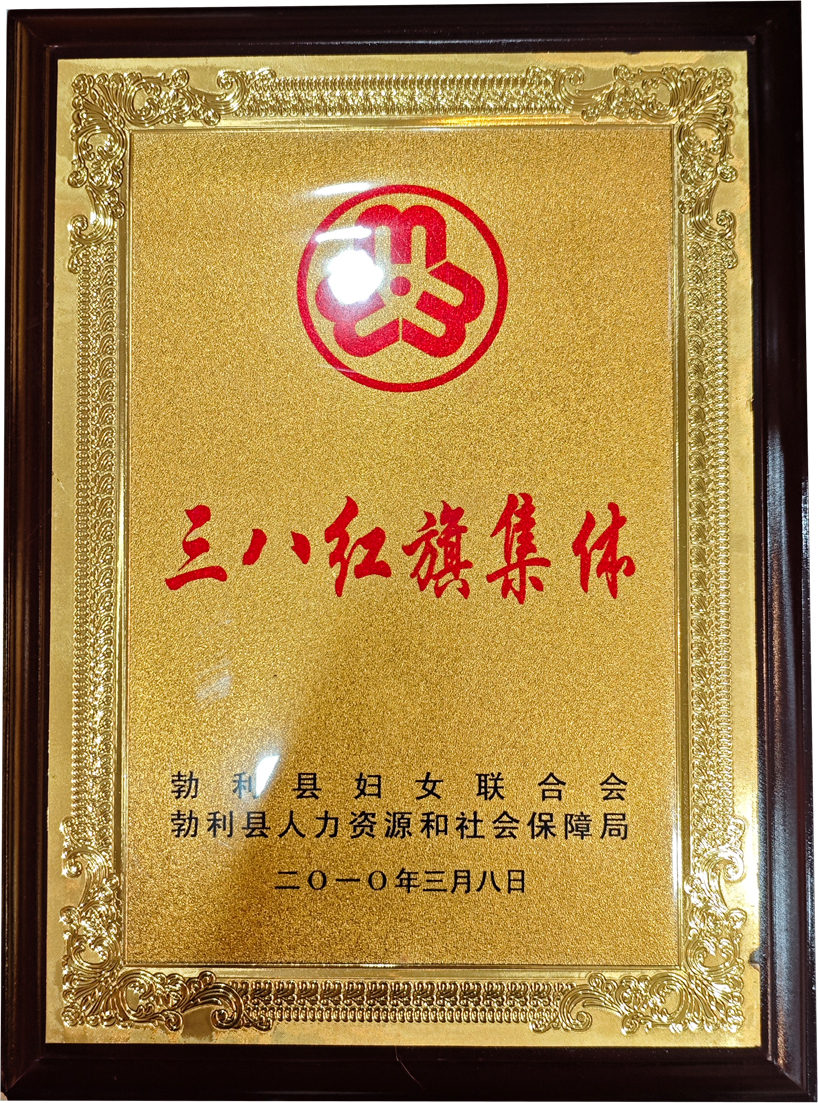 三八红旗集体
勃利县妇女联合会
勃利县人力资源和社会保障局
二〇一〇年三月八日